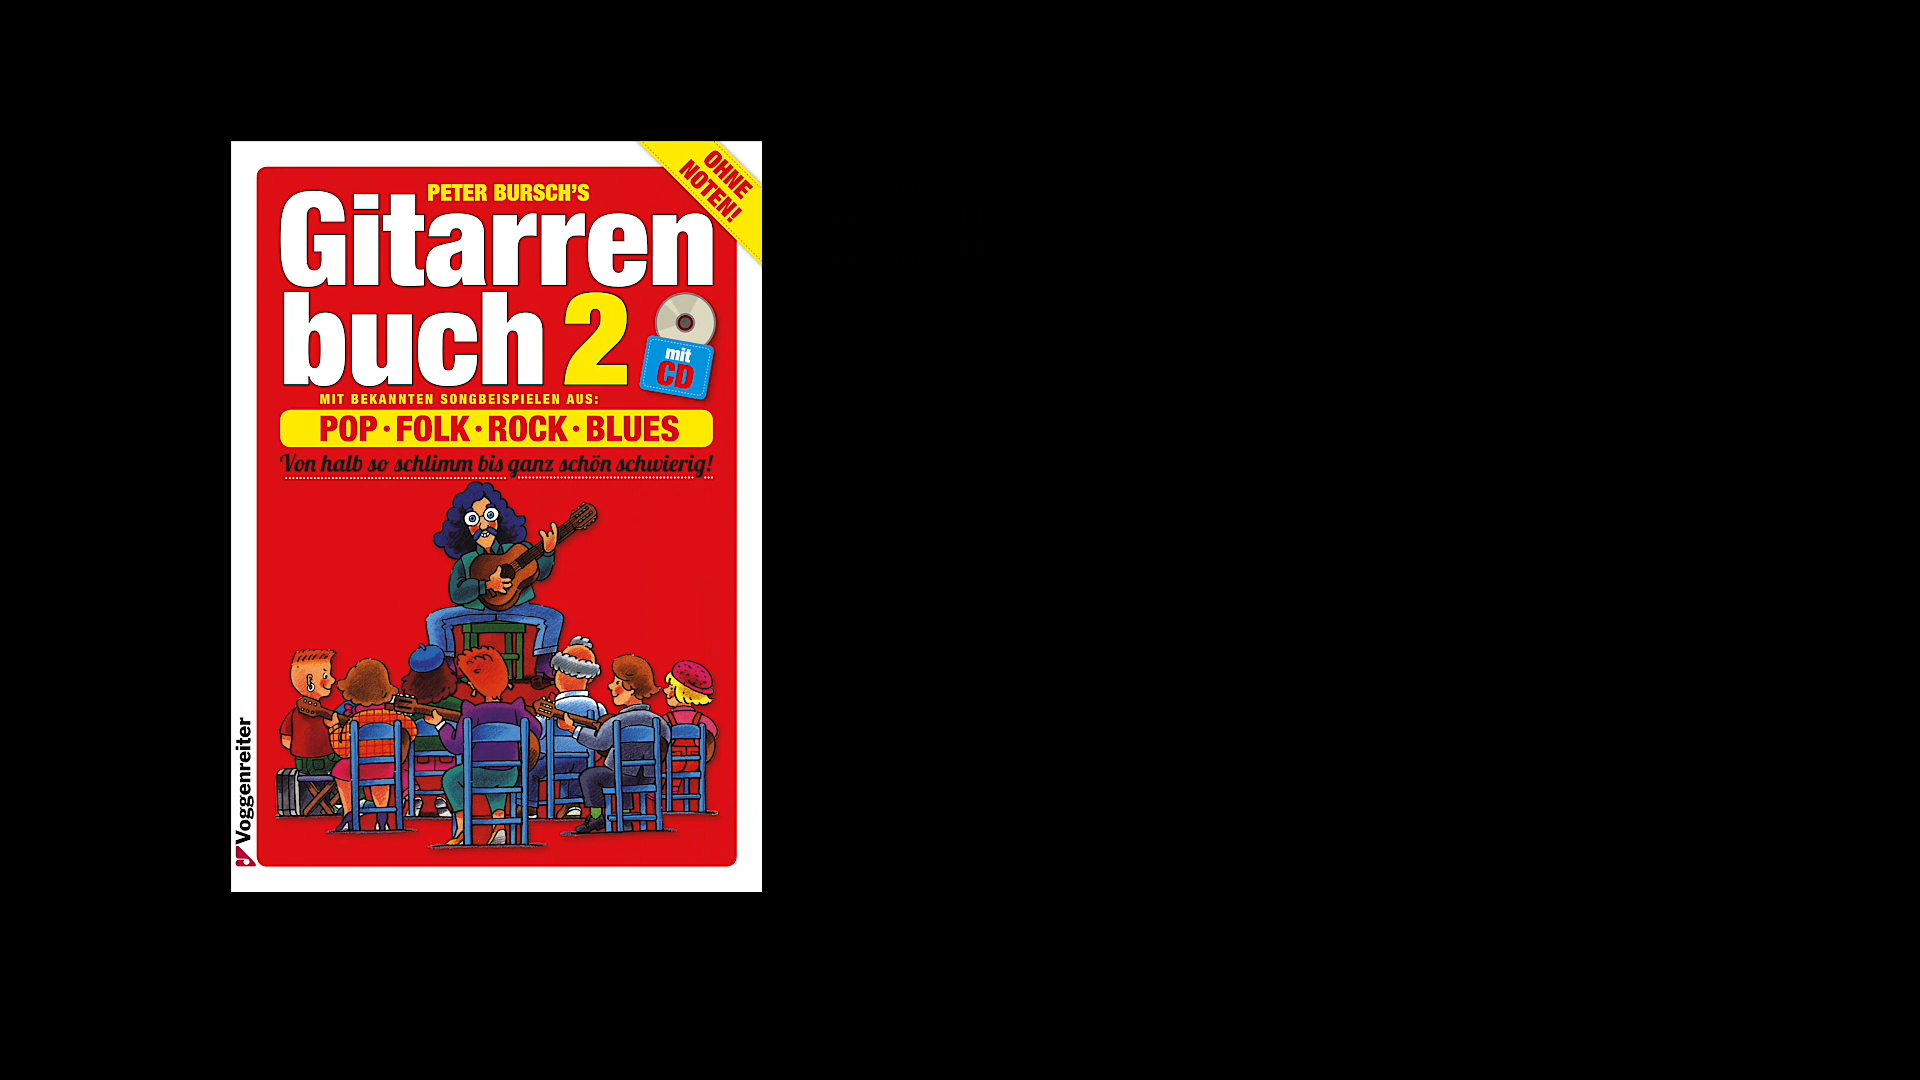 OHNE
NOTEN!
PETER BURSCH'S
Gitarren
buch 2
mit
CD
MIT BEKANNTEN SONGBEISPIELEN AUS:
POP · FOLK · ROCK · BLUES
Von halb so schlimm bis ganz schön schwierig!
Voggenreiter